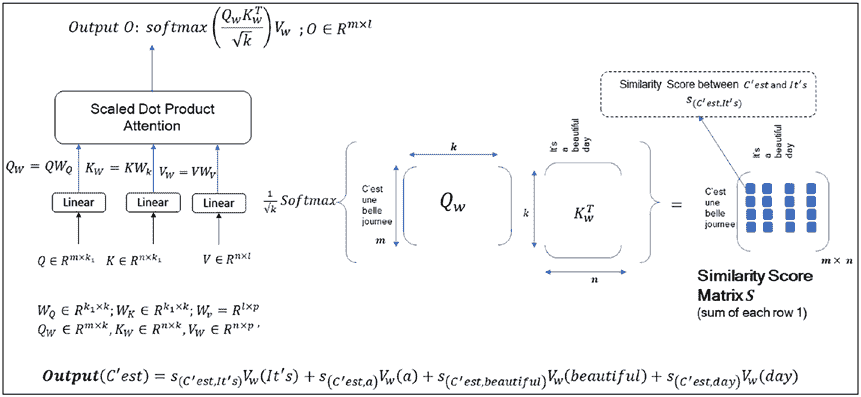 Output O: softmax (Q_W K_W^T / √k) V_w ; O ∈ R^{m×l}
Scaled Dot Product
Attention
Q_W = QW_Q K_W = KW_k V_W = VW_V
Linear Linear Linear
Q ∈ R^{m×k_1} K ∈ R^{n×k_1} V ∈ R^{n×l}
W_Q ∈ R^{k_1×k}; W_K ∈ R^{k_1×k}; W_v = R^{l×p}
Q_W ∈ R^{m×k}, K_W ∈ R^{n×k}, V_W ∈ R^{n×p} ,
1/√k Softmax
C'est
une
belle
journee
m
k
Q_w
It's
a
beautiful
day
k
K_w^T
n
=
Similarity Score between C'est and It's
s_(C'est,It's)
It's
a
beautiful
day
C'est
une
belle
journee
m × n
Similarity Score
Matrix S
(sum of each row 1)
Output(C'est) = s_(C'est,It's)V_w(It's) + s_(C'est,a)V_w(a) + s_(C'est,beautiful)V_w(beautiful) + s_(C'est,day)V_w(day)